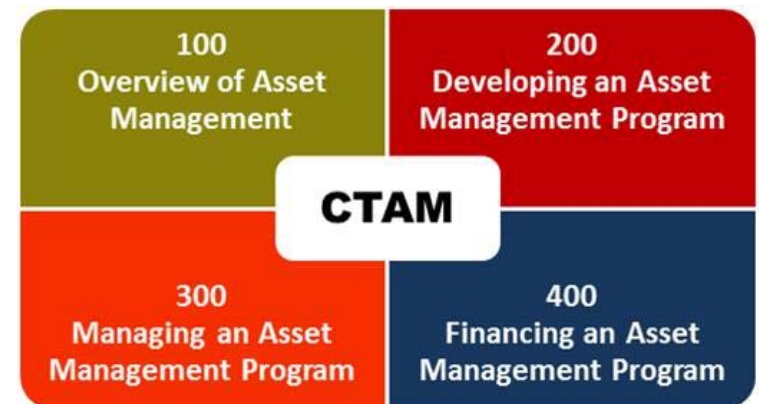 100
Overview of Asset
Management
200
Developing an Asset
Management Program
CTAM
300
Managing an Asset
Management Program
400
Financing an Asset
Management Program